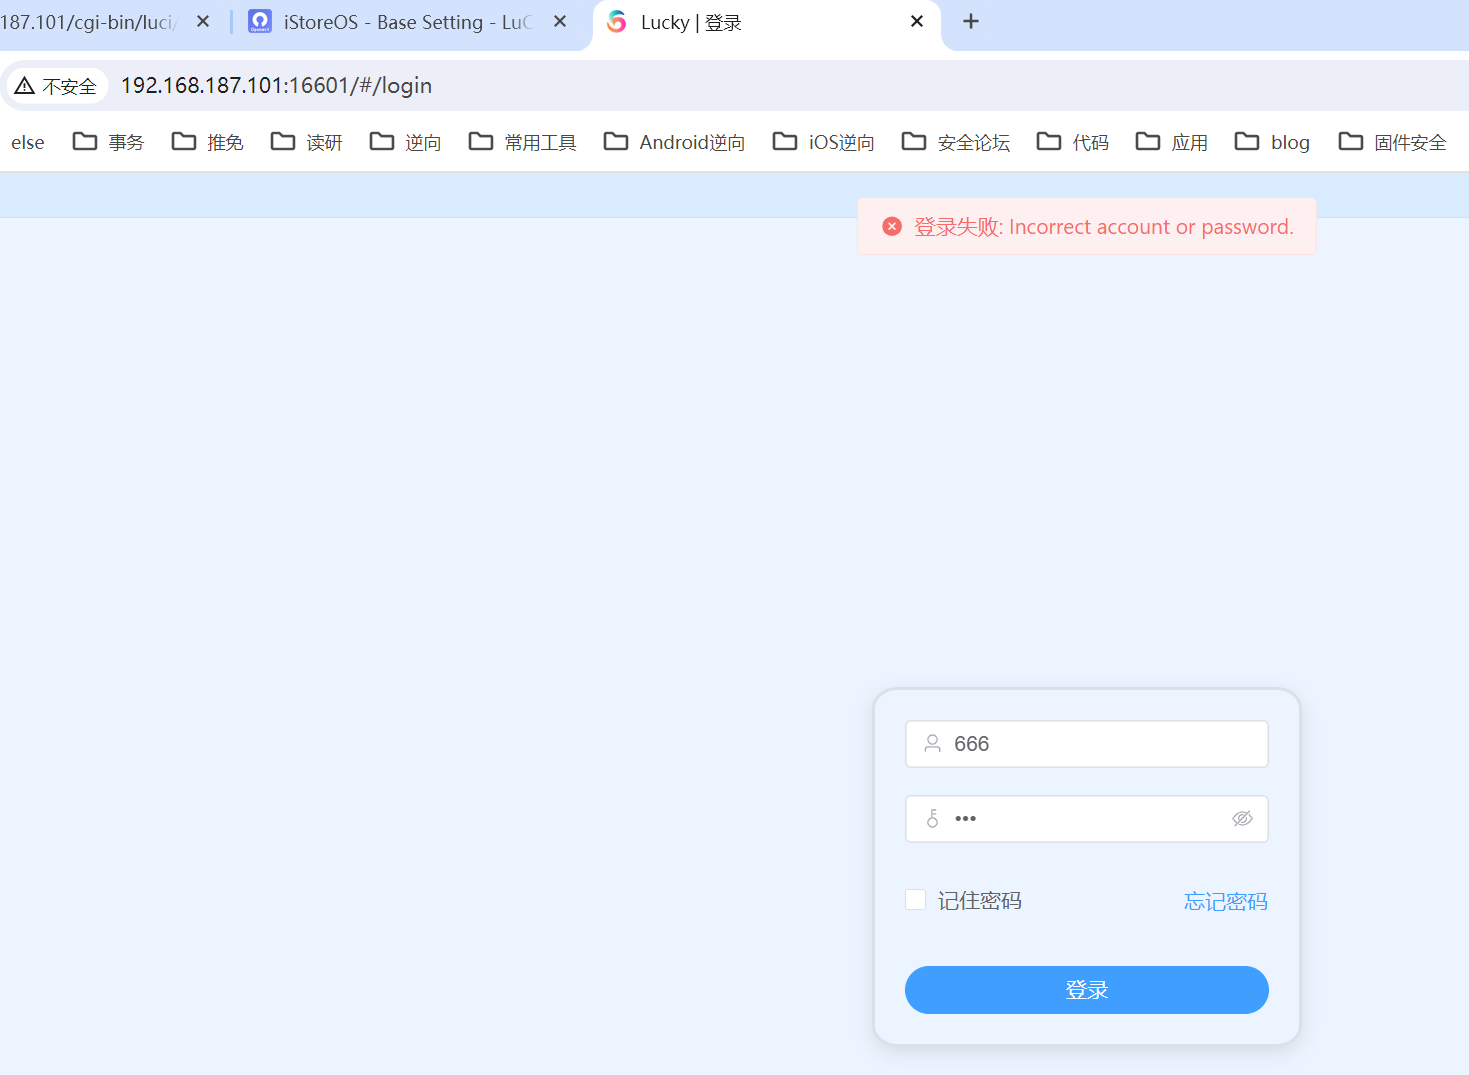 187.101/cgi-bin/luci/
iStoreOS - Base Setting - LuC
Lucky | 登录
不安全
192.168.187.101:16601/#/login
else
事务
推免
读研
逆向
常用工具
Android逆向
iOS逆向
安全论坛
代码
应用
blog
固件安全
登录失败: Incorrect account or password.
666
•••
记住密码
忘记密码
登录